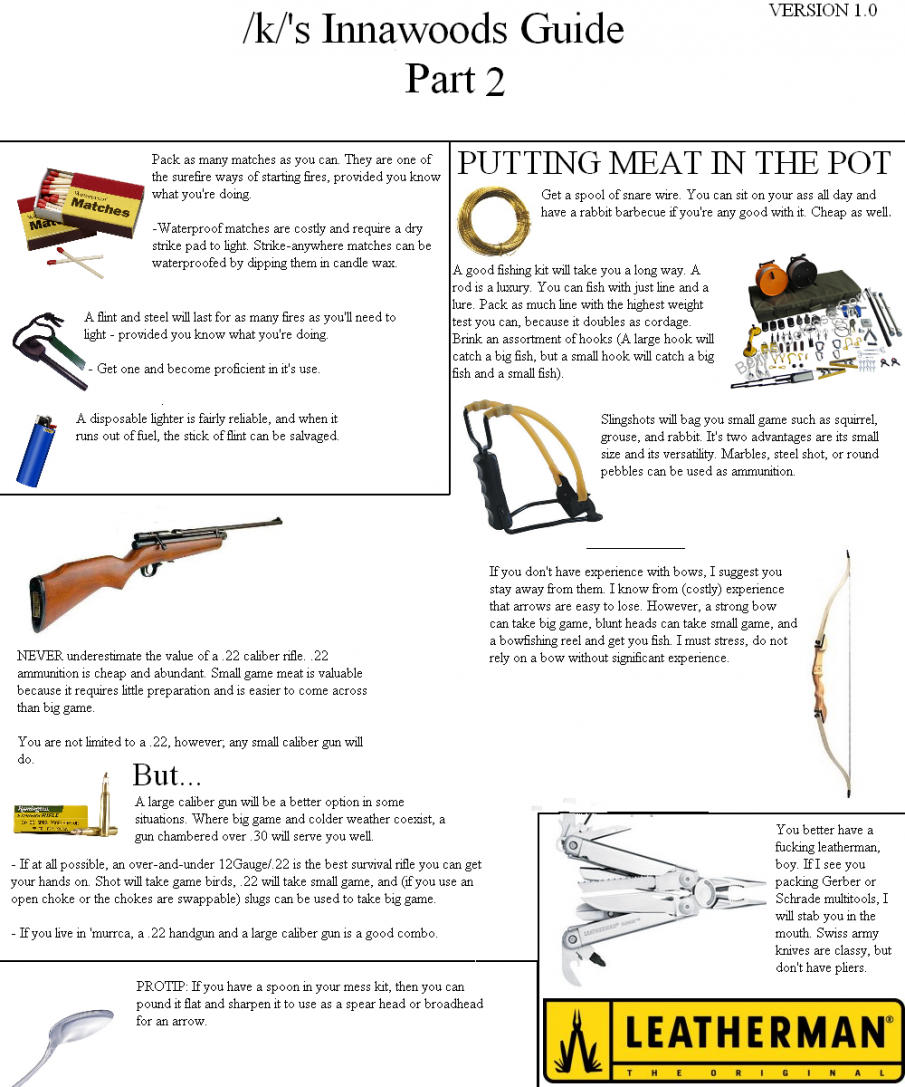 /k/'s Innawoods Guide
Part 2
VERSION 1.0
Pack as many matches as you can. They are one of
the surefire ways of starting fires, provided you know
what you're doing.
-Waterproof matches are costly and require a dry
strike pad to light. Strike-anywhere matches can be
waterproofed by dipping them in candle wax.
Matches
A flint and steel will last for as many fires as you'll need to
light - provided you know what you're doing.
- Get one and become proficient in it's use.
A disposable lighter is fairly reliable, and when it
runs out of fuel, the stick of flint can be salvaged.
PUTTING MEAT IN THE POT
Get a spool of snare wire. You can sit on your ass all day and
have a rabbit barbecue if you're any good with it. Cheap as well.
A good fishing kit will take you a long way. A
rod is a luxury. You can fish with just line and a
lure. Pack as much line with the highest weight
test you can, because it doubles as cordage.
Brink an assortment of hooks (A large hook will
catch a big fish, but a small hook will catch a big
fish and a small fish).
Slingshots will bag you small game such as squirrel,
grouse, and rabbit. It's two advantages are its small
size and its versatility. Marbles, steel shot, or round
pebbles can be used as ammunition.
If you don't have experience with bows, I suggest you
stay away from them. I know from (costly) experience
that arrows are easy to lose. However, a strong bow
can take big game, blunt heads can take small game, and
a bowfishing reel and get you fish. I must stress, do not
rely on a bow without significant experience.
NEVER underestimate the value of a .22 caliber rifle. .22
ammunition is cheap and abundant. Small game meat is valuable
because it requires little preparation and is easier to come across
than big game.
You are not limited to a .22, however; any small caliber gun will
do.
But...
A large caliber gun will be a better option in some
situations. Where big game and colder weather coexist, a
gun chambered over .30 will serve you well.
Remington
- If at all possible, an over-and-under 12Gauge/.22 is the best survival rifle you can get
your hands on. Shot will take game birds, .22 will take small game, and (if you use an
open choke or the chokes are swappable) slugs can be used to take big game.
- If you live in 'murrca, a .22 handgun and a large caliber gun is a good combo.
PROTIP: If you have a spoon in your mess kit, then you can
pound it flat and sharpen it to use as a spear head or broadhead
for an arrow.
You better have a
fucking leatherman,
boy. If I see you
packing Gerber or
Schrade multitools, I
will stab you in the
mouth. Swiss army
knives are classy, but
don't have pliers.
LEATHERMAN®
THE ORIGINAL